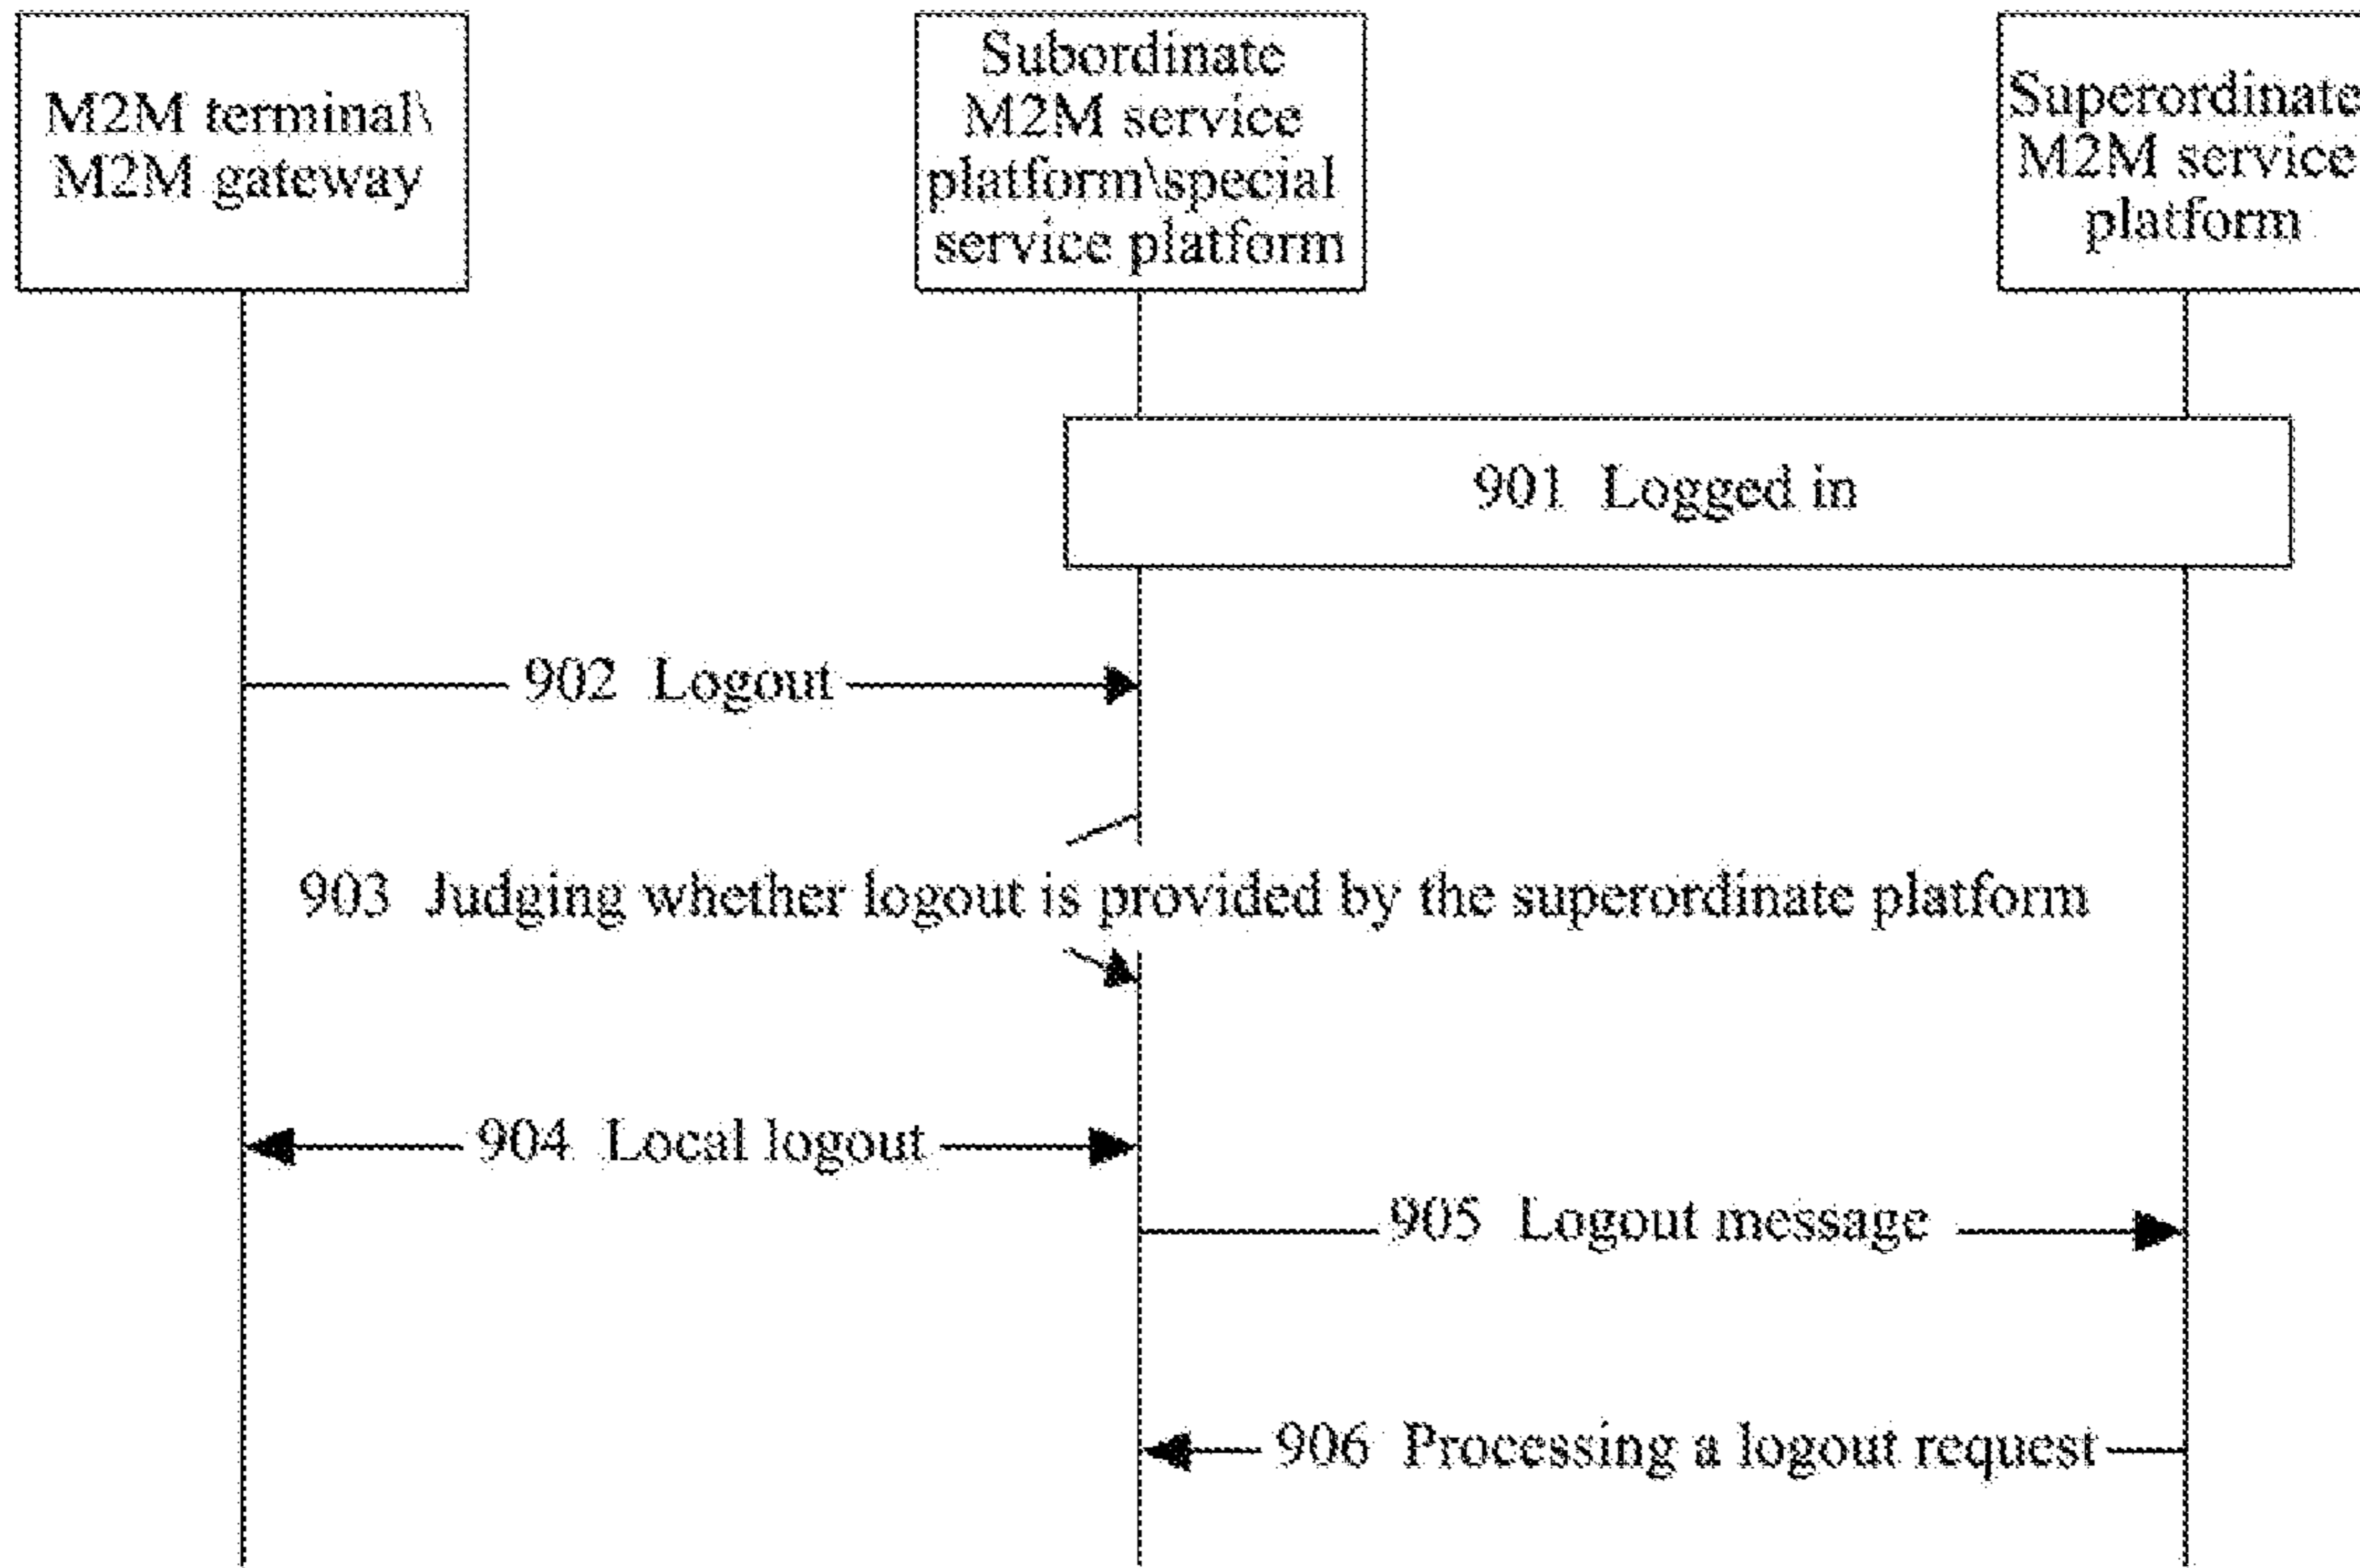 M2M terminal\
M2M gateway
Subordinate
M2M service
platform\special
service platform
Superordinate
M2M service
platform
901 Logged in
902 Logout
903 Judging whether logout is provided by the superordinate platform
904 Local logout
905 Logout message
906 Processing a logout request